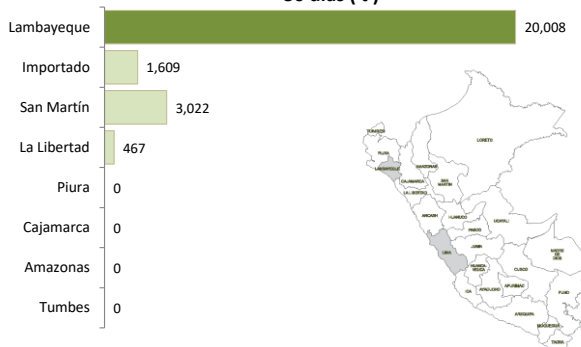 30 días ( t )
Lambayeque 20,008
Importado 1,609
San Martín 3,022
La Libertad 467
Piura 0
Cajamarca 0
Amazonas 0
Tumbes 0
TUMBES
LORETO
PIURA
LAMBAYEQUE
AMAZONAS
CAJAMARCA
SAN
MARTIN
LA LIBERTAD
ANCASH
HUANUCO
UCAYALI
PASCO
LIMA
JUNIN
MADRE
DE
DIOS
HUANCA-
VELICA
CUSCO
ICA
AYACUCHO
APURIMAC
PUNO
AREQUIPA
MOQUEGUA
TACNA